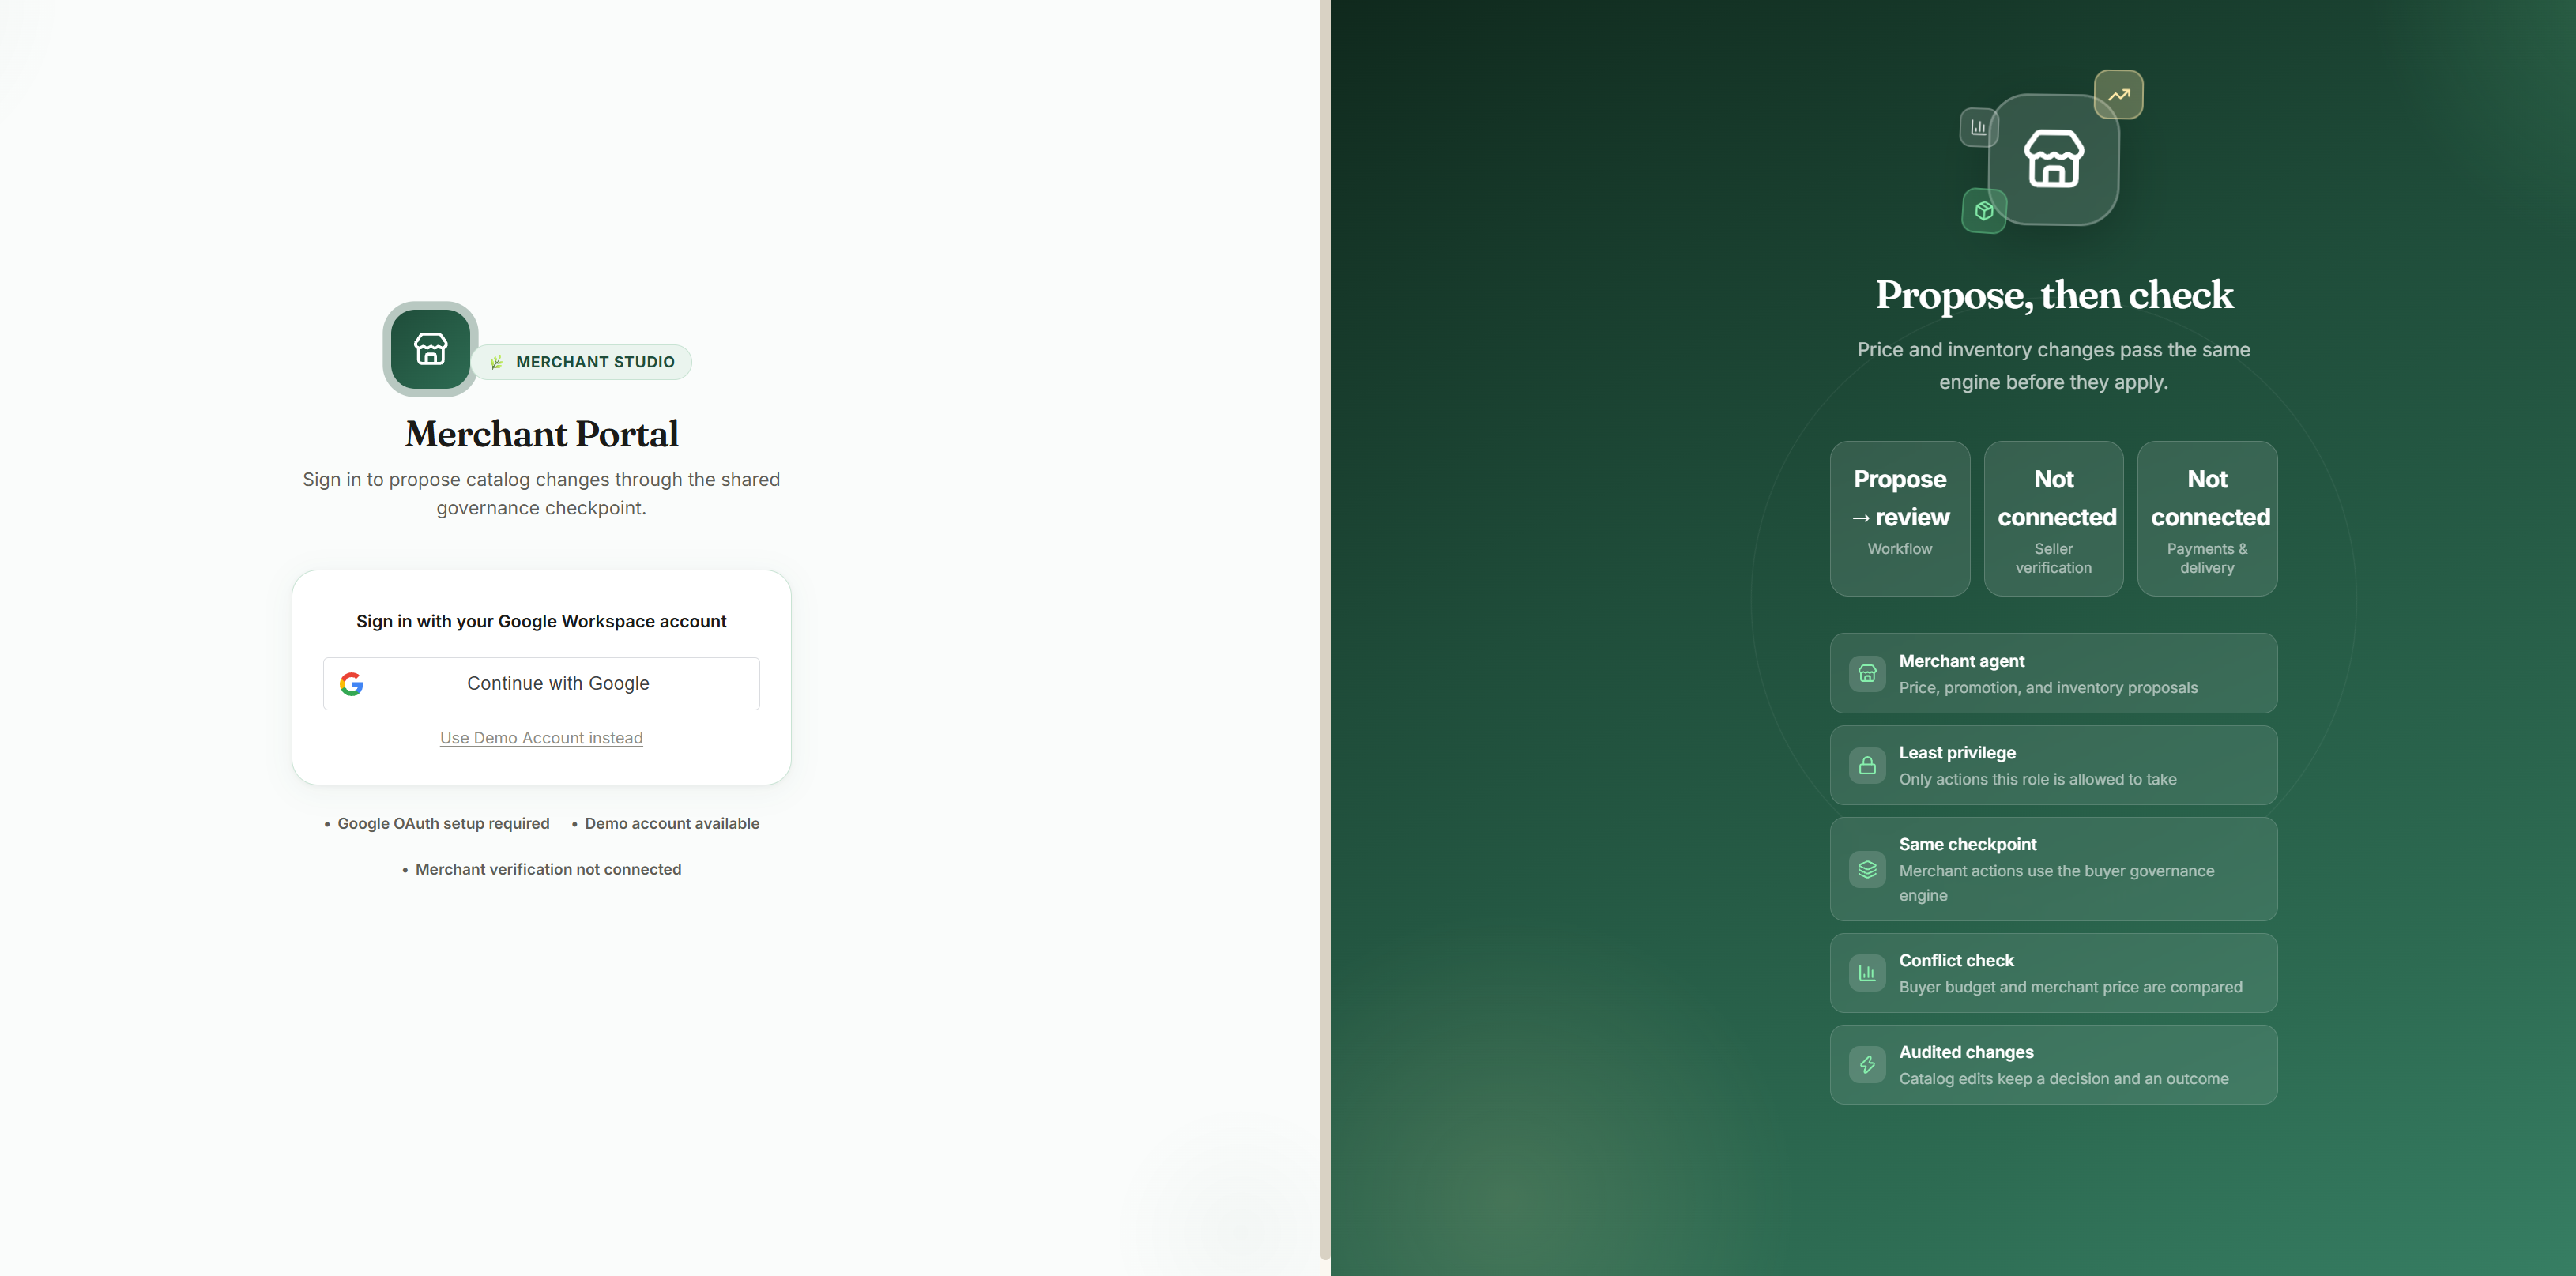 MERCHANT STUDIO
Merchant Portal
Sign in to propose catalog changes through the shared
governance checkpoint.
Sign in with your Google Workspace account
Continue with Google
Use Demo Account instead
• Google OAuth setup required • Demo account available
• Merchant verification not connected
Propose, then check
Price and inventory changes pass the same
engine before they apply.
Propose
→ review
Workflow
Not
connected
Seller
verification
Not
connected
Payments &
delivery
Merchant agent
Price, promotion, and inventory proposals
Least privilege
Only actions this role is allowed to take
Same checkpoint
Merchant actions use the buyer governance
engine
Conflict check
Buyer budget and merchant price are compared
Audited changes
Catalog edits keep a decision and an outcome